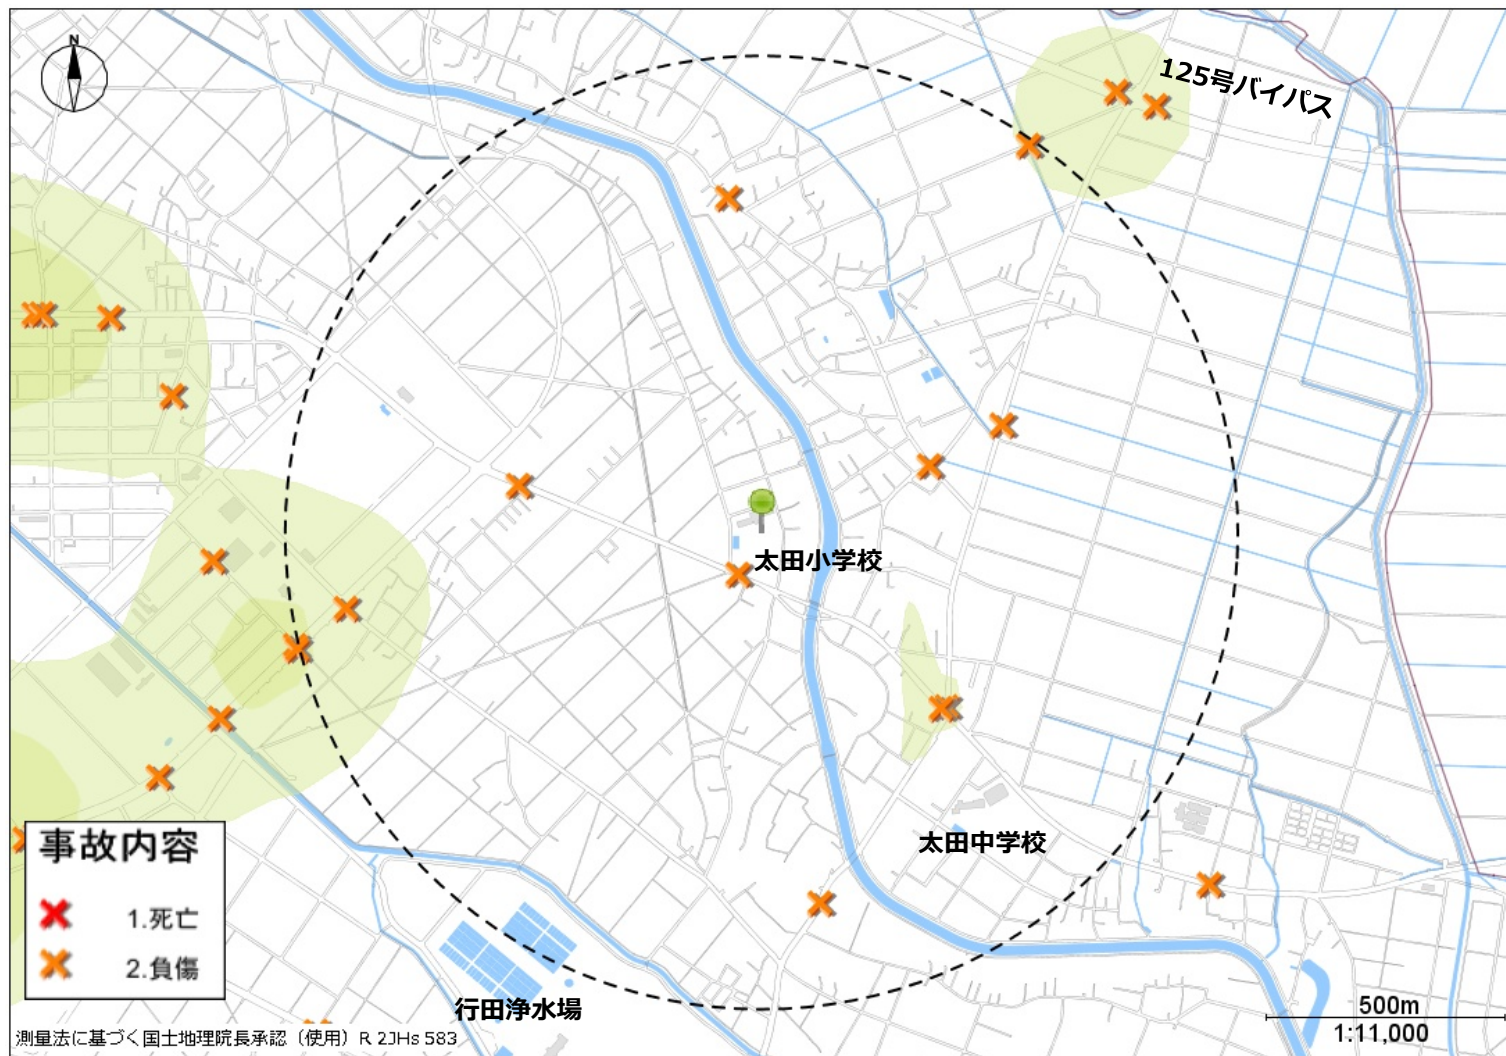 N
125号バイパス
太田小学校
太田中学校
事故内容
1.死亡
2.負傷
行田浄水場
500m
1:11,000
測量法に基づく国土地理院長承認（使用）R 2JHs 583